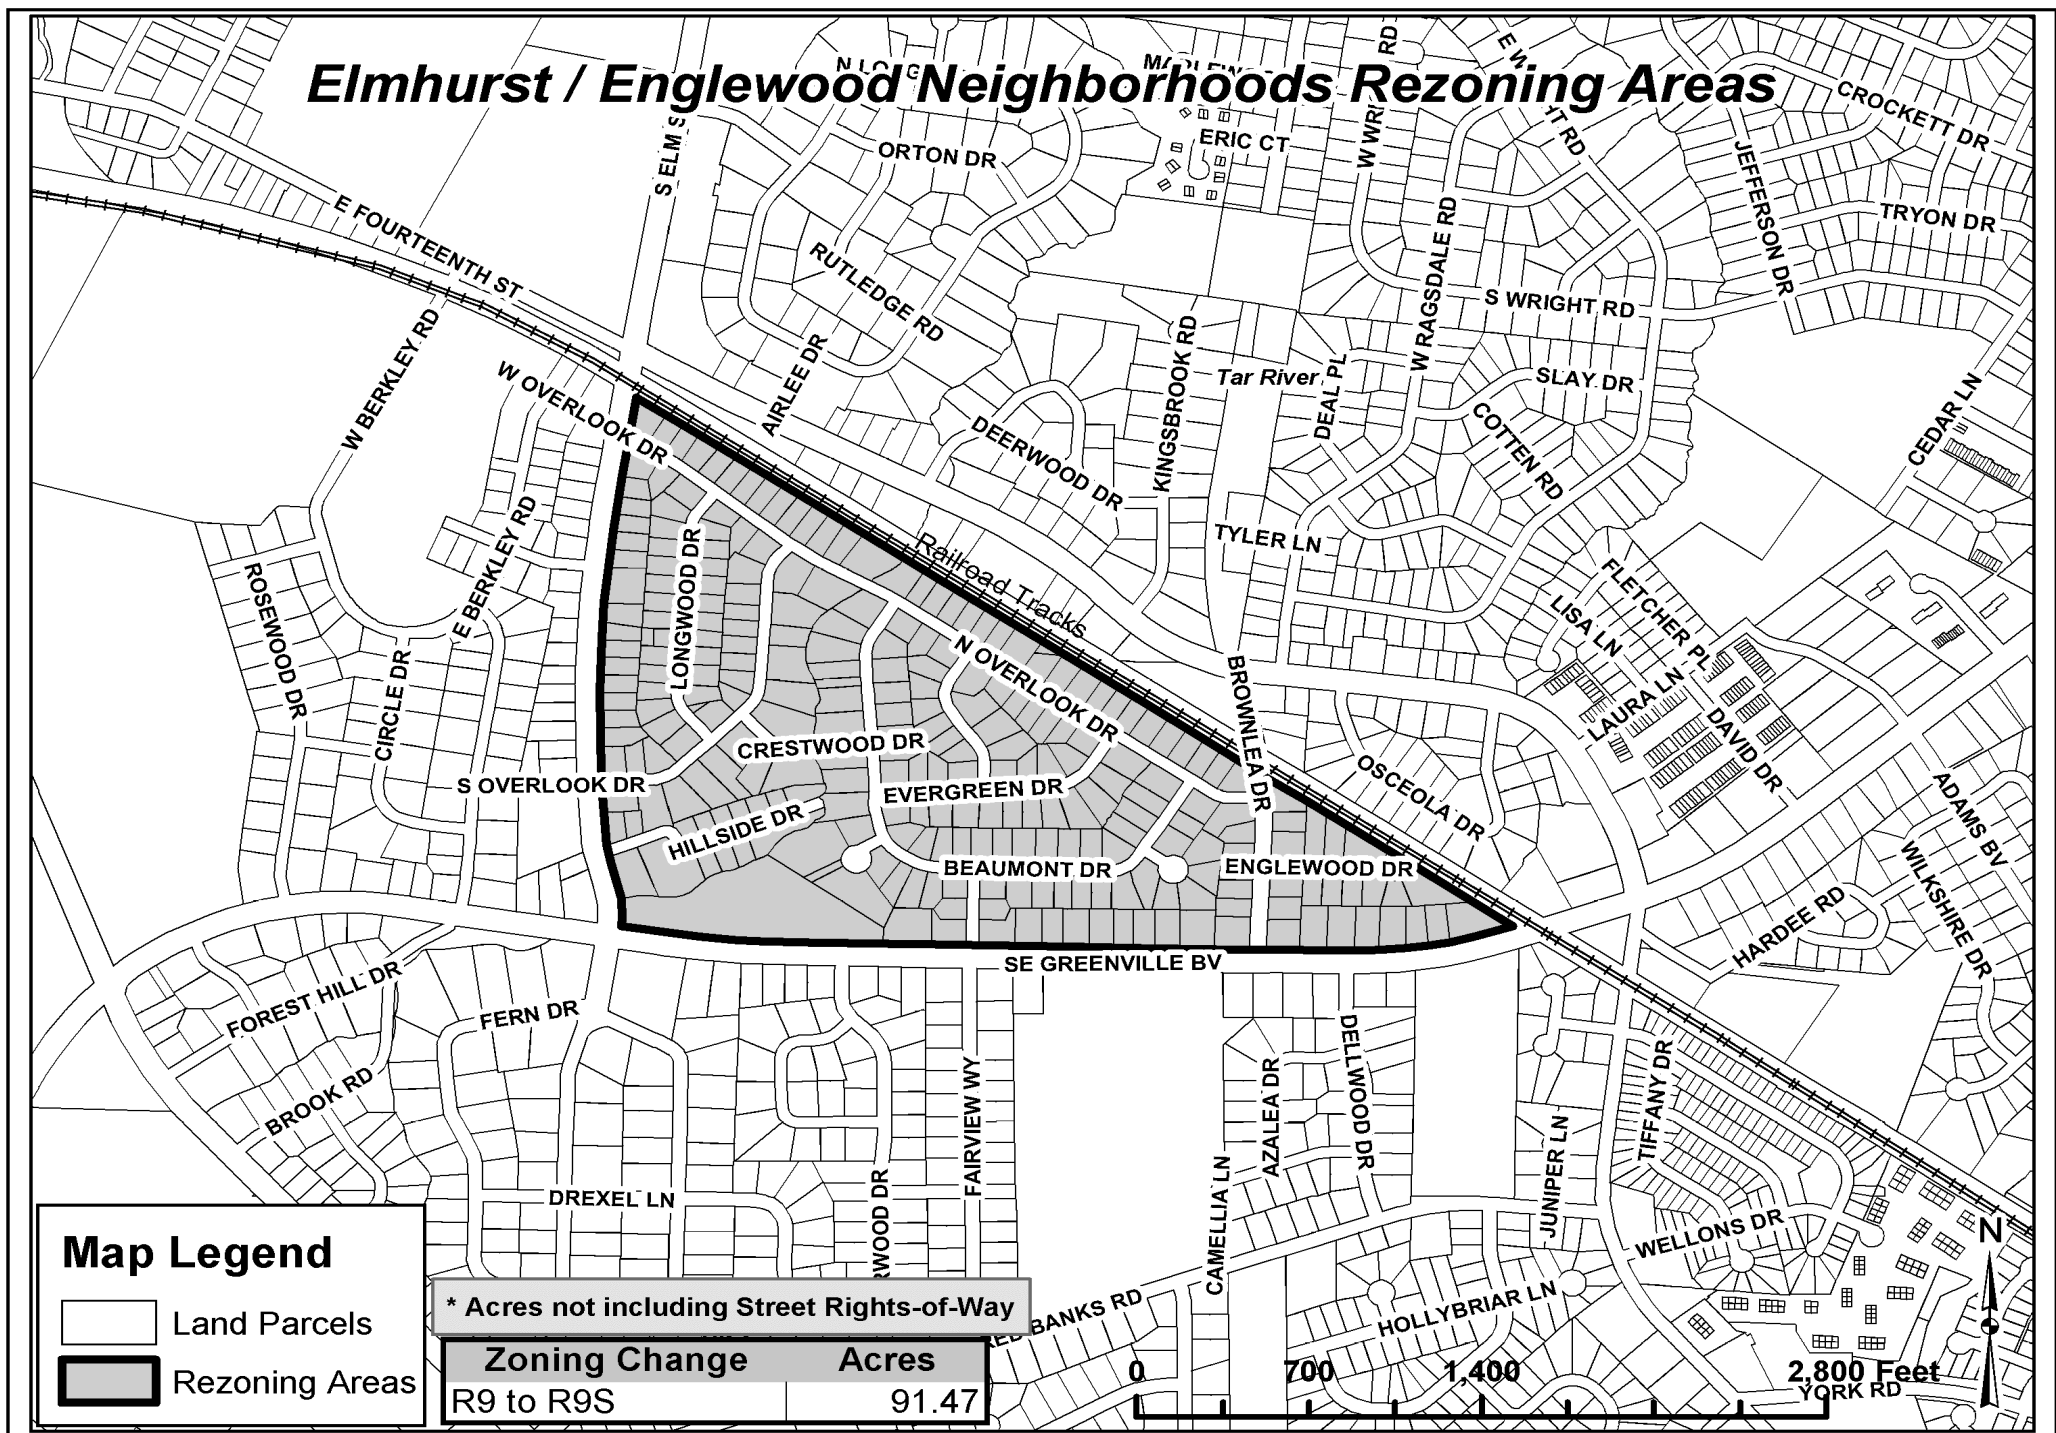 Elmhurst / Englewood Neighborhoods Rezoning Areas
S ELM
ORTON DR
ERIC CT
CROCKETT DR
JEFFERSON DR
TRYON DR
E FOURTEENTH ST
RUTLEDGE RD
W RAGSDALE RD
S WRIGHT RD
W BERKLEY RD
W OVERLOOK DR
AIRLEE DR
KINGSBROOK RD
Tar River
DEAL PL
SLAY DR
COTTEN RD
CEDAR LN
DEERWOOD DR
TYLER LN
E BERKLEY RD
LONGWOOD DR
Railroad Tracks
ROSEWOOD DR
CIRCLE DR
FLETCHER PL
LISA LN
LAURA LN
DAVID DR
N OVERLOOK DR
BROWNLEA DR
CRESTWOOD DR
S OVERLOOK DR
EVERGREEN DR
OSCEOLA DR
ADAMS BV
HILLSIDE DR
BEAUMONT DR
ENGLEWOOD DR
WILKSHIRE DR
HARDEE RD
SE GREENVILLE BV
FOREST HILL DR
FERN DR
BROOK RD
FAIRVIEW WY
AZALEA DR
DELLWOOD DR
TIFFANY DR
JUNIPER LN
CAMELLIA LN
DREXEL LN
RWOOD DR
WELLONS DR
HOLLYBRIAR LN
RED BANKS RD
YORK RD
N
Map Legend
Land Parcels
Rezoning Areas
* Acres not including Street Rights-of-Way
Zoning Change Acres
R9 to R9S 91.47
0 700 1,400 2,800 Feet